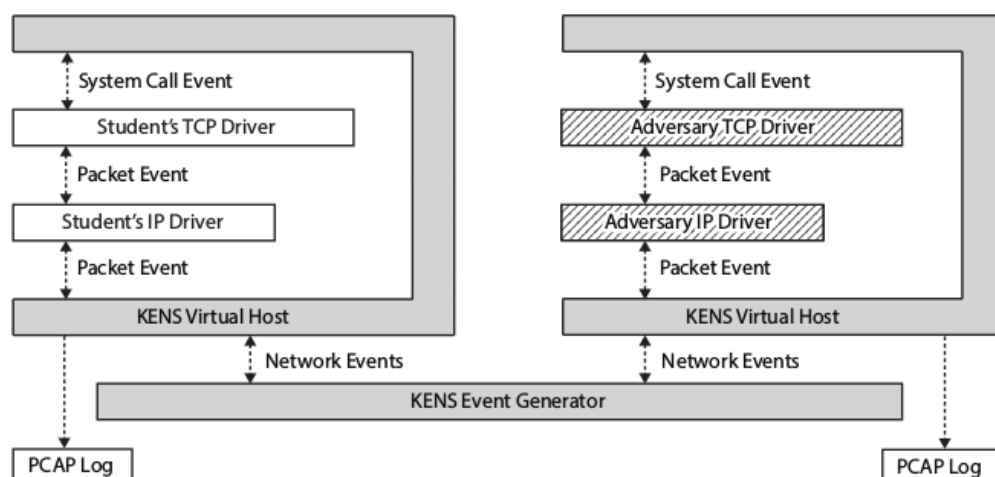 System Call Event
Student's TCP Driver
Packet Event
Student's IP Driver
Packet Event
KENS Virtual Host
System Call Event
Adversary TCP Driver
Packet Event
Adversary IP Driver
Packet Event
KENS Virtual Host
Network Events
Network Events
KENS Event Generator
PCAP Log
PCAP Log